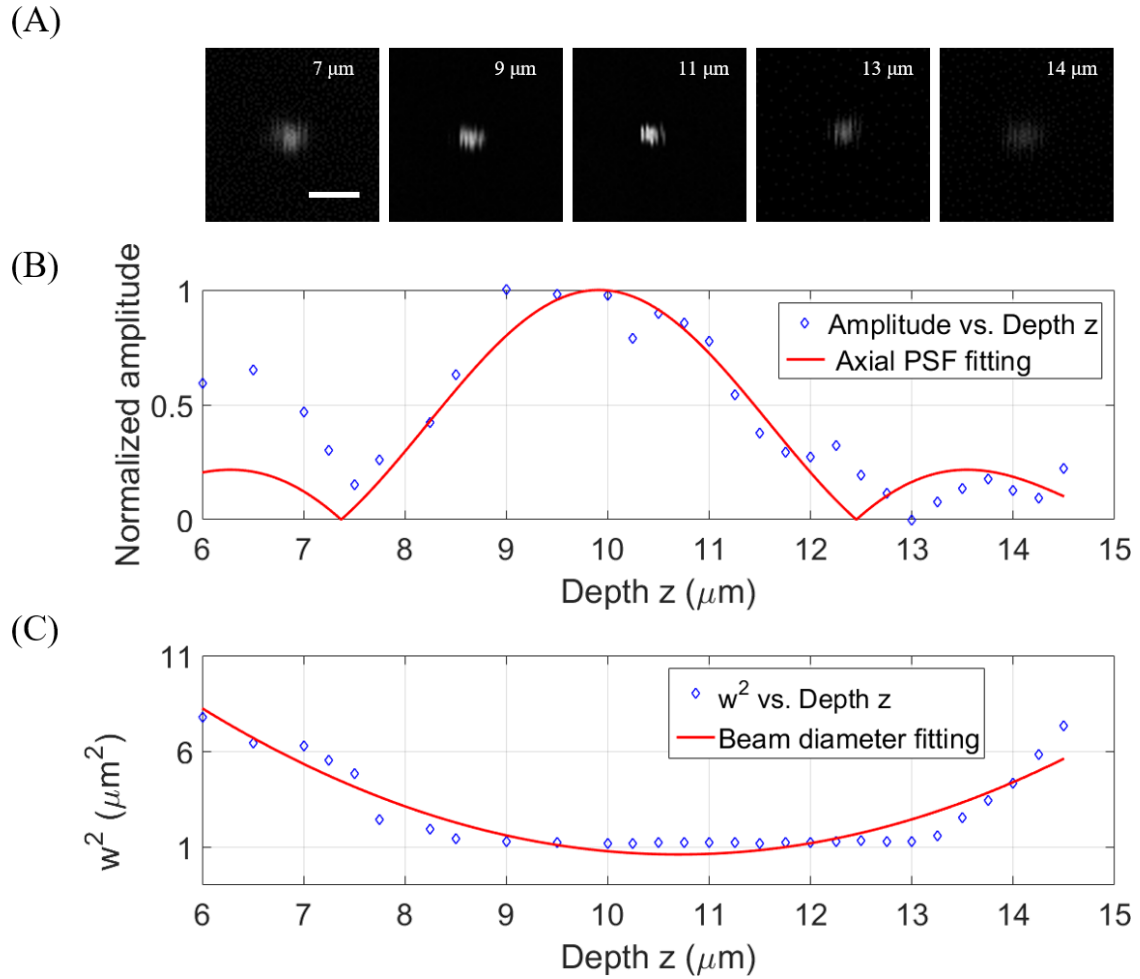 (A)
7 μm
9 μm
11 μm
13 μm
14 μm
(B)
Normalized amplitude
1
0.5
0
Amplitude vs. Depth z
Axial PSF fitting
6 7 8 9 10 11 12 13 14 15
Depth z (μm)
(C)
w² (μm²)
11
6
1
w² vs. Depth z
Beam diameter fitting
6 7 8 9 10 11 12 13 14 15
Depth z (μm)